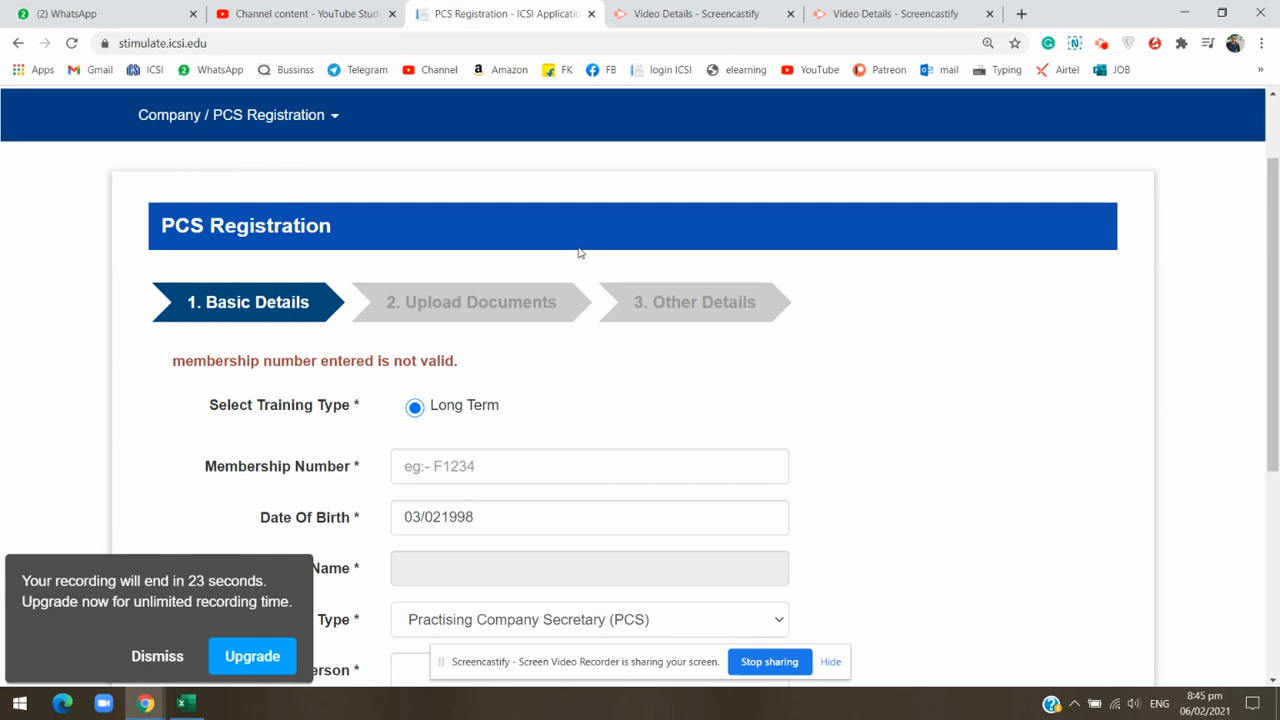 (2) WhatsApp
Channel content - YouTube Studi
PCS Registration - ICSI Applicatio
Video Details - Screencastify
Video Details - Screencastify
stimulate.icsi.edu
Apps
Gmail
ICSI
WhatsApp
Bussinss
Telegram
Channel
Amazon
FK
FB
login ICSI
elearning
YouTube
Patreon
mail
Typing
Airtel
JOB
Company / PCS Registration
PCS Registration
1. Basic Details
2. Upload Documents
3. Other Details
membership number entered is not valid.
Select Training Type *
Long Term
Membership Number *
eg:- F1234
Date Of Birth *
03/021998
Name *
Type *
Practising Company Secretary (PCS)
erson *
Your recording will end in 23 seconds.
Upgrade now for unlimited recording time.
Dismiss
Upgrade
Screencastify - Screen Video Recorder is sharing your screen.
Stop sharing
Hide
ENG
8:45 pm
06/02/2021